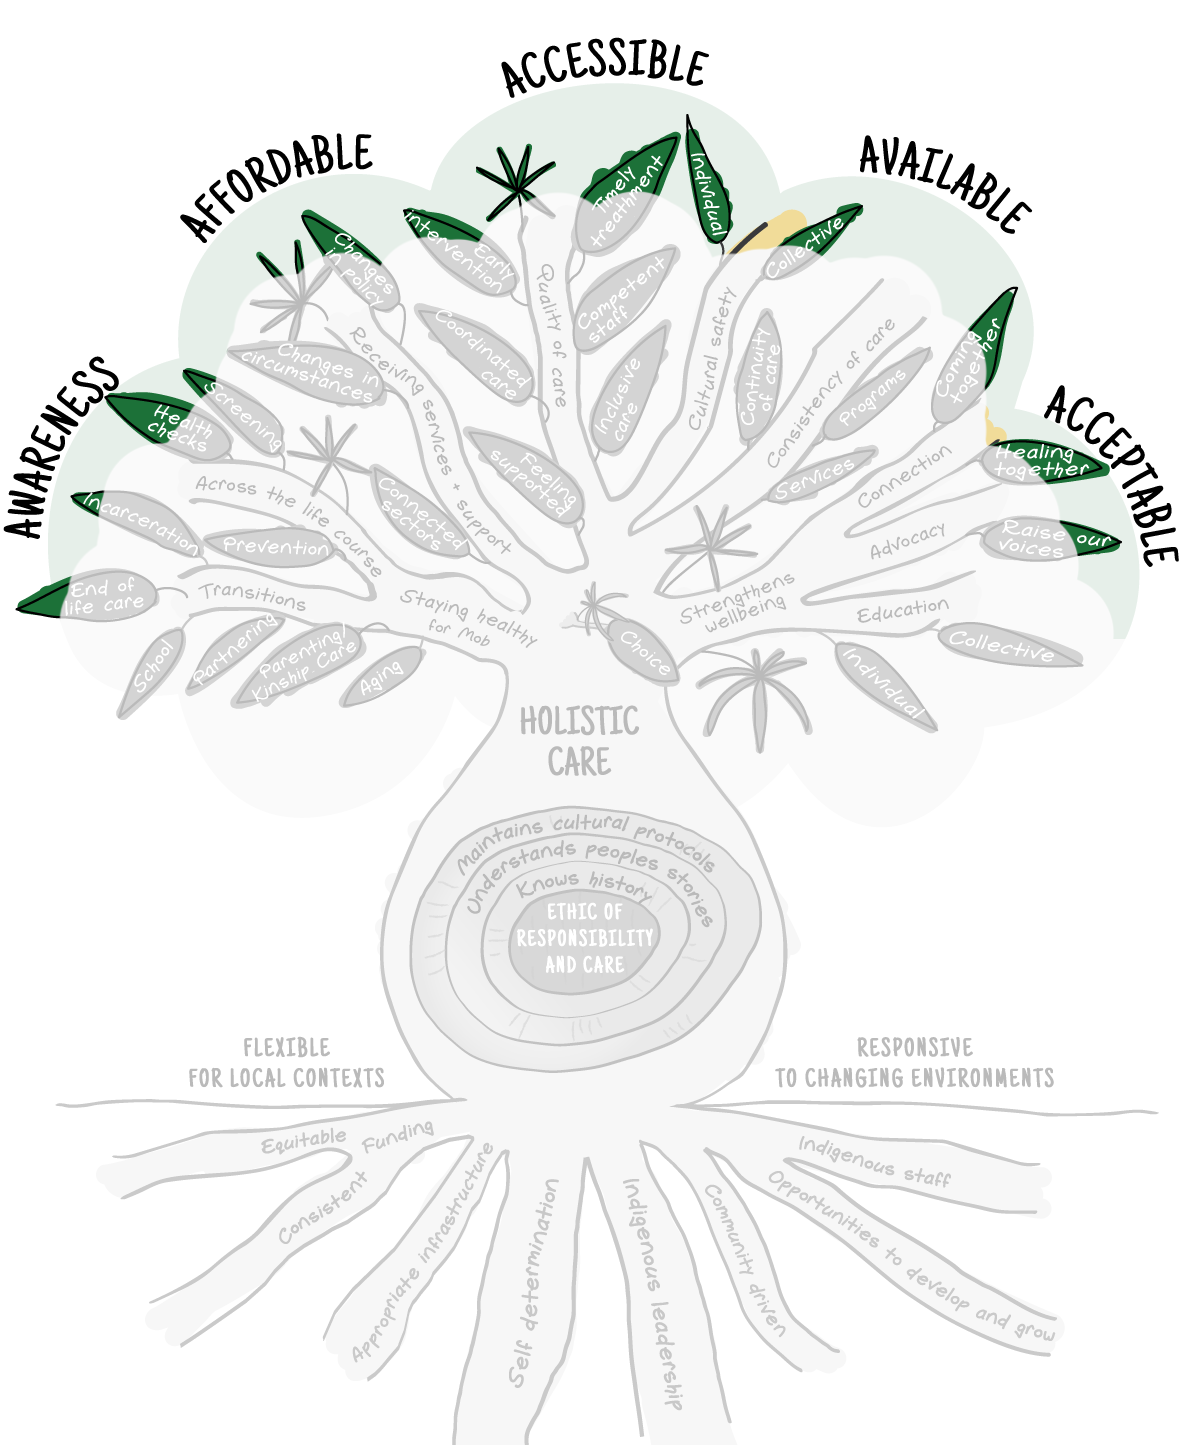 ACCESSIBLE
AFFORDABLE
AVAILABLE
AWARENESS
ACCEPTABLE
Timely
treathment
Individual
Collective
Changes
in policy
Early
intervention
Quality of care
Competent
staff
Inclusive
care
Coordinated
care
Feeling
supported
Receiving services + support
Changes in
circumstances
Connected
sectors
Screening
Health
checks
Across the life course
Incarceration
Prevention
End of
life care
Transitions
School
Partnering
Parenting/
Kinship Care
Aging
Staying healthy
for Mob
Cultural safety
Continuity
of care
Consistency of care
Programs
Services
Coming
together
Connection
Healing
together
Advocacy
Raise our
voices
Strengthens
wellbeing
Education
Collective
Individual
Choice
HOLISTIC
CARE
Maintains cultural protocols
Understands peoples stories
Knows history
ETHIC OF
RESPONSIBILITY
AND CARE
FLEXIBLE
FOR LOCAL CONTEXTS
RESPONSIVE
TO CHANGING ENVIRONMENTS
Equitable Funding
Consistent
Appropriate infrastructure
Self determination
Indigenous leadership
Community driven
Opportunities to develop and grow
Indigenous staff